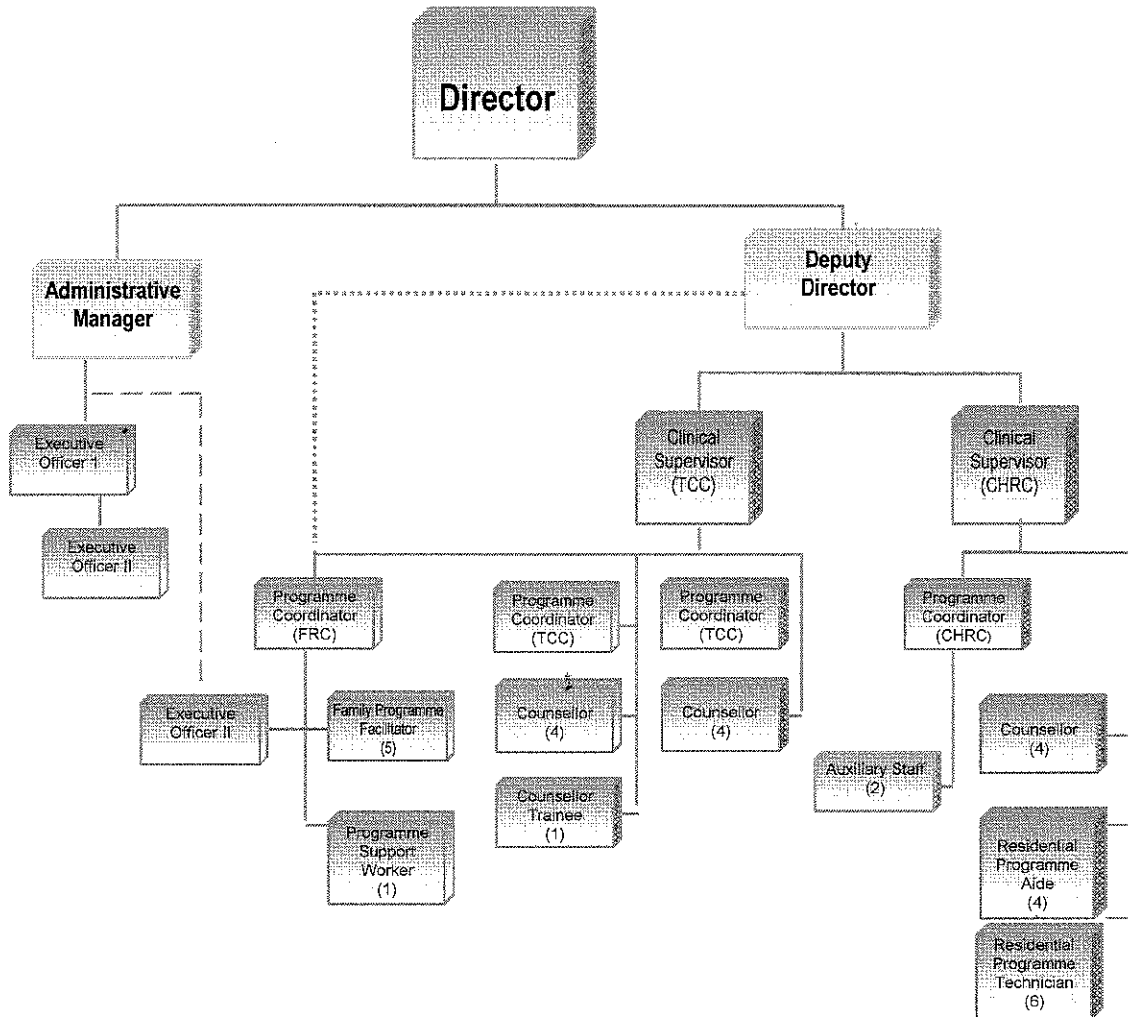 Director
Administrative
Manager
Deputy
Director
Executive
Officer I
Executive
Officer II
Clinical
Supervisor
(TCC)
Clinical
Supervisor
(CHRC)
Programme
Coordinator
(FRC)
Programme
Coordinator
(TCC)
Programme
Coordinator
(TCC)
Programme
Coordinator
(CHRC)
Executive
Officer II
Family Programme
Facilitator
(5)
Counsellor
(4)
Counsellor
(4)
Counsellor
(4)
Auxiliary Staff
(2)
Counsellor
Trainee
(1)
Programme
Support
Worker
(1)
Residential
Programme
Aide
(4)
Residential
Programme
Technician
(6)